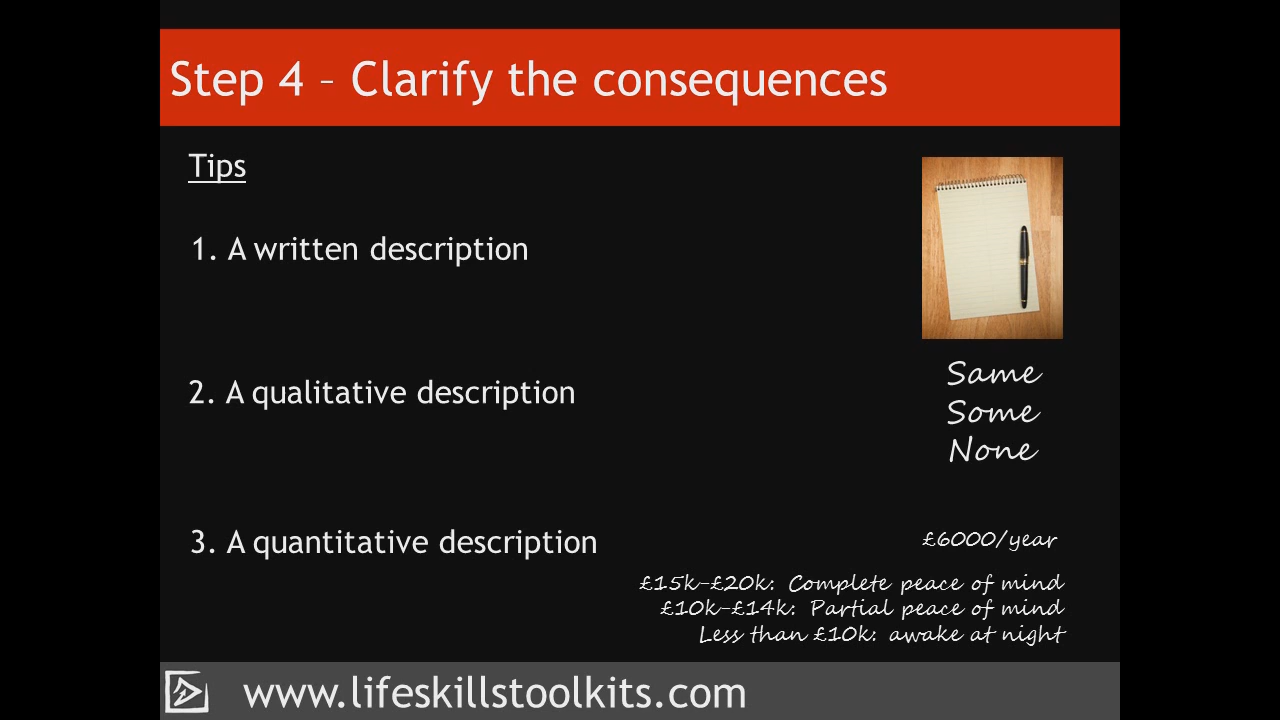 Step 4 – Clarify the consequences
Tips
1. A written description
2. A qualitative description
Same
Some
None
3. A quantitative description
£6000/year
£15k-£20k: Complete peace of mind
£10k-£14k: Partial peace of mind
Less than £10k: awake at night
www.lifeskillstoolkits.com